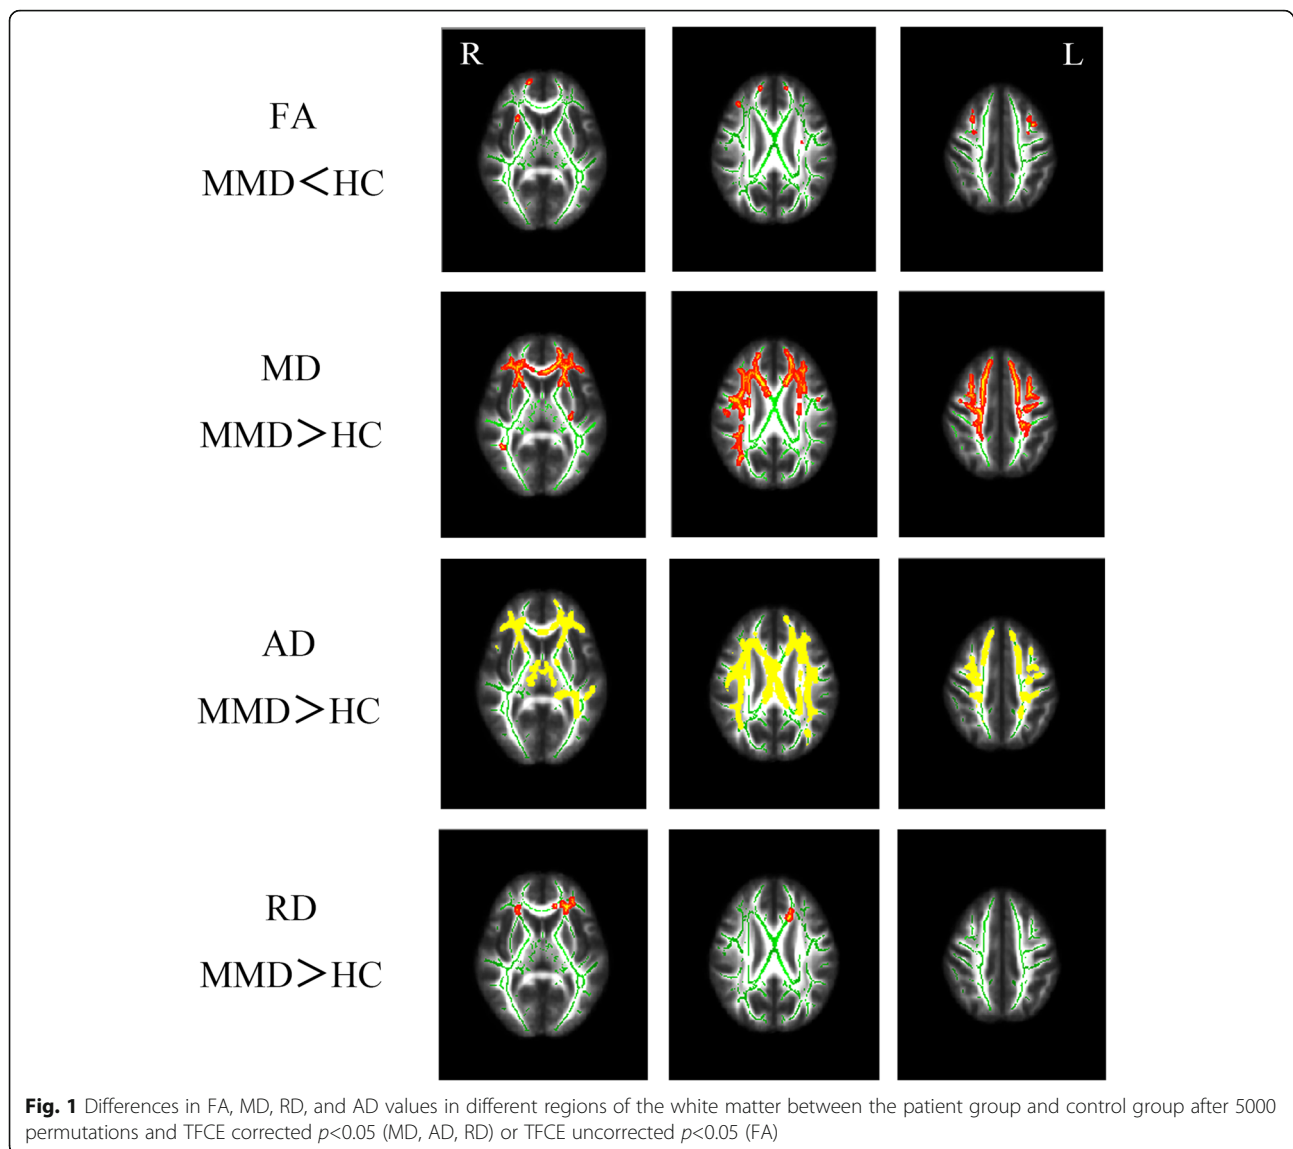 R
L
FA
MMD<HC
MD
MMD>HC
AD
MMD>HC
RD
MMD>HC
Fig. 1 Differences in FA, MD, RD, and AD values in different regions of the white matter between the patient group and control group after 5000
permutations and TFCE corrected p<0.05 (MD, AD, RD) or TFCE uncorrected p<0.05 (FA)